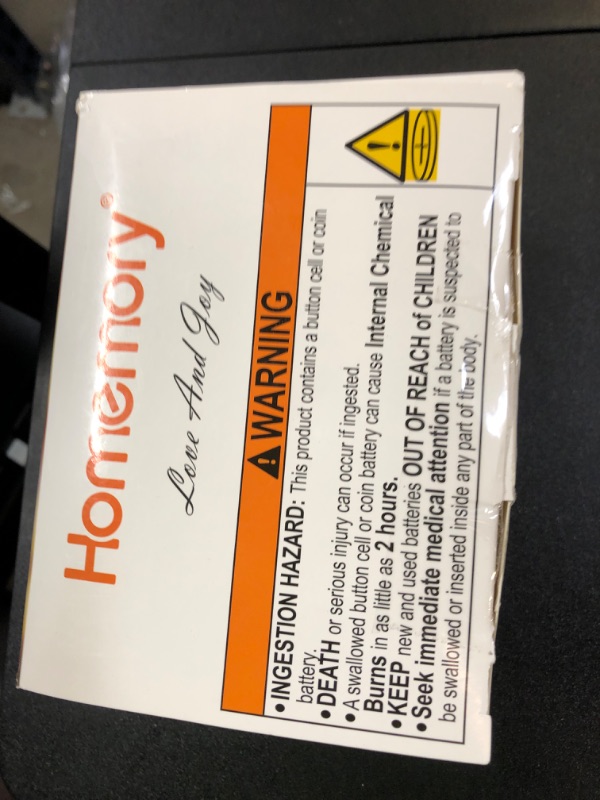 Homemory®
Love And Joy
⚠ WARNING
• INGESTION HAZARD: This product contains a button cell or coin
battery.
• DEATH or serious injury can occur if ingested.
• A swallowed button cell or coin battery can cause Internal Chemical
Burns in as little as 2 hours.
• KEEP new and used batteries OUT OF REACH of CHILDREN
• Seek immediate medical attention if a battery is suspected to
be swallowed or inserted inside any part of the body.